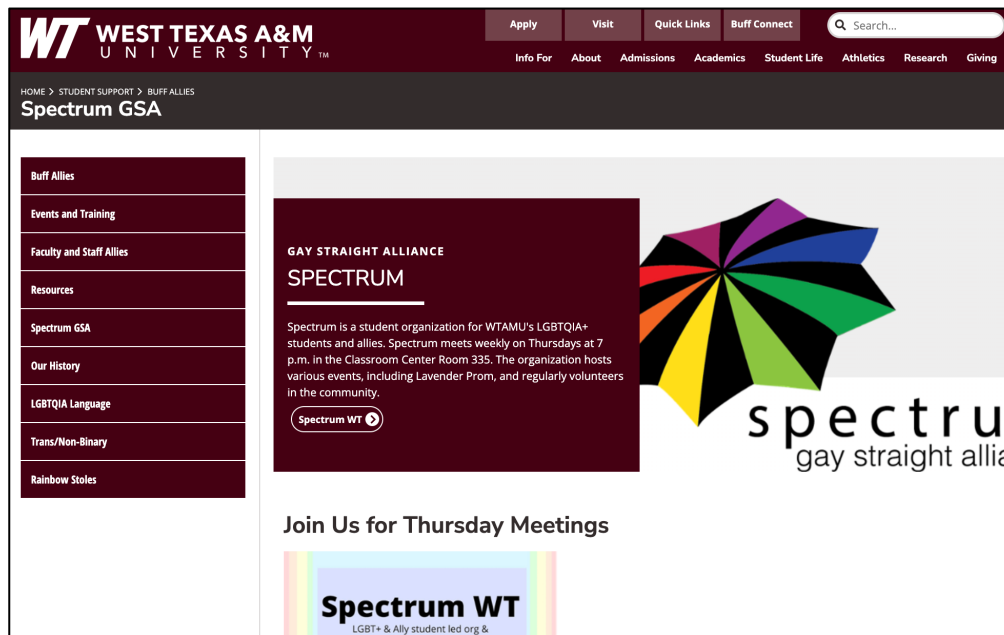 WT WEST TEXAS A&M
UNIVERSITY TM
Apply
Visit
Quick Links
Buff Connect
Search...
Info For
About
Admissions
Academics
Student Life
Athletics
Research
Giving
HOME > STUDENT SUPPORT > BUFF ALLIES
Spectrum GSA
Buff Allies
Events and Training
Faculty and Staff Allies
Resources
Spectrum GSA
Our History
LGBTQIA Language
Trans/Non-Binary
Rainbow Stoles
GAY STRAIGHT ALLIANCE
SPECTRUM
Spectrum is a student organization for WTAMU's LGBTQIA+
students and allies. Spectrum meets weekly on Thursdays at 7
p.m. in the Classroom Center Room 335. The organization hosts
various events, including Lavender Prom, and regularly volunteers
in the community.
Spectrum WT
spectru
gay straight allia
Join Us for Thursday Meetings
Spectrum WT
LGBT+ & Ally student led org &